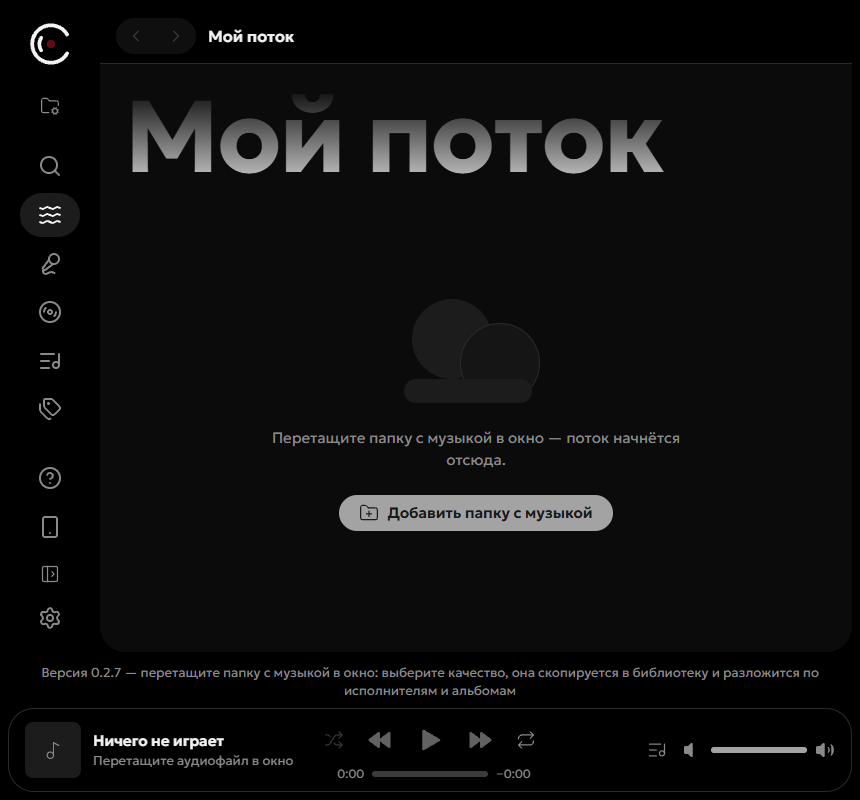 Мой поток
Мой поток
Перетащите папку с музыкой в окно — поток начнётся
отсюда.
Добавить папку с музыкой
Версия 0.2.7 — перетащите папку с музыкой в окно: выберите качество, она скопируется в библиотеку и разложится по
исполнителям и альбомам
Ничего не играет
Перетащите аудиофайл в окно
0:00
−0:00